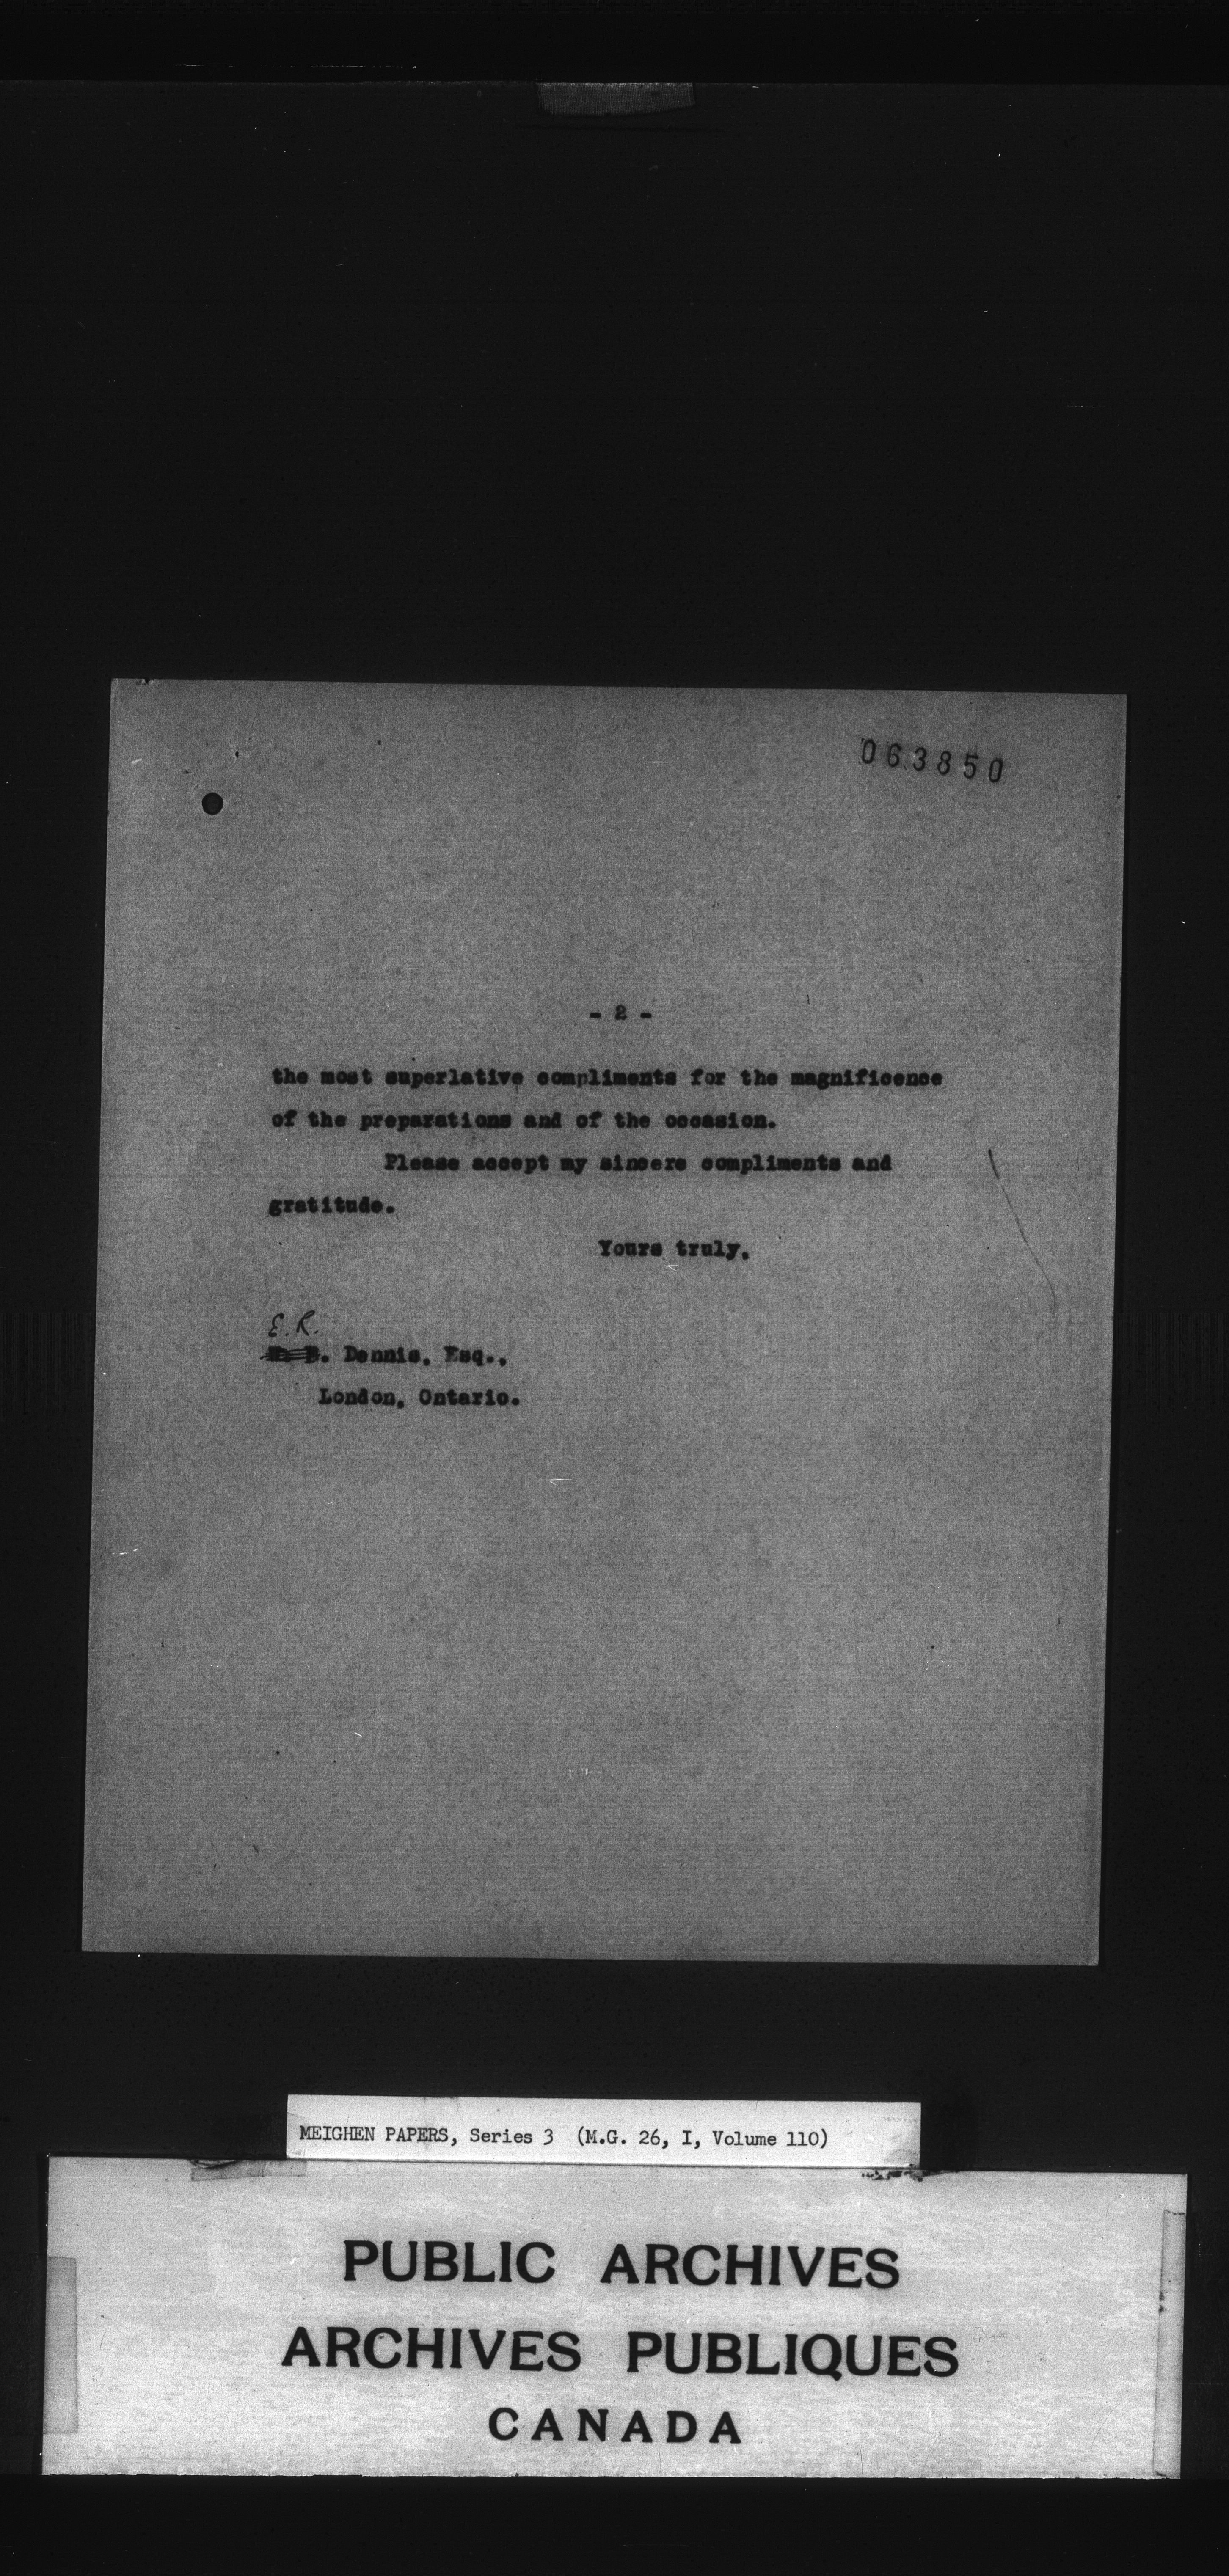 063850
- 2 -
the most superlative compliments for the magnificence
of the preparations and of the occasion.
Please accept my sincere compliments and
gratitude.
Yours truly,
E. R.
Dennis, Esq.,
London, Ontario.
MEIGHEN PAPERS, Series 3 (M.G. 26, I, Volume 110)
PUBLIC ARCHIVES
ARCHIVES PUBLIQUES
CANADA